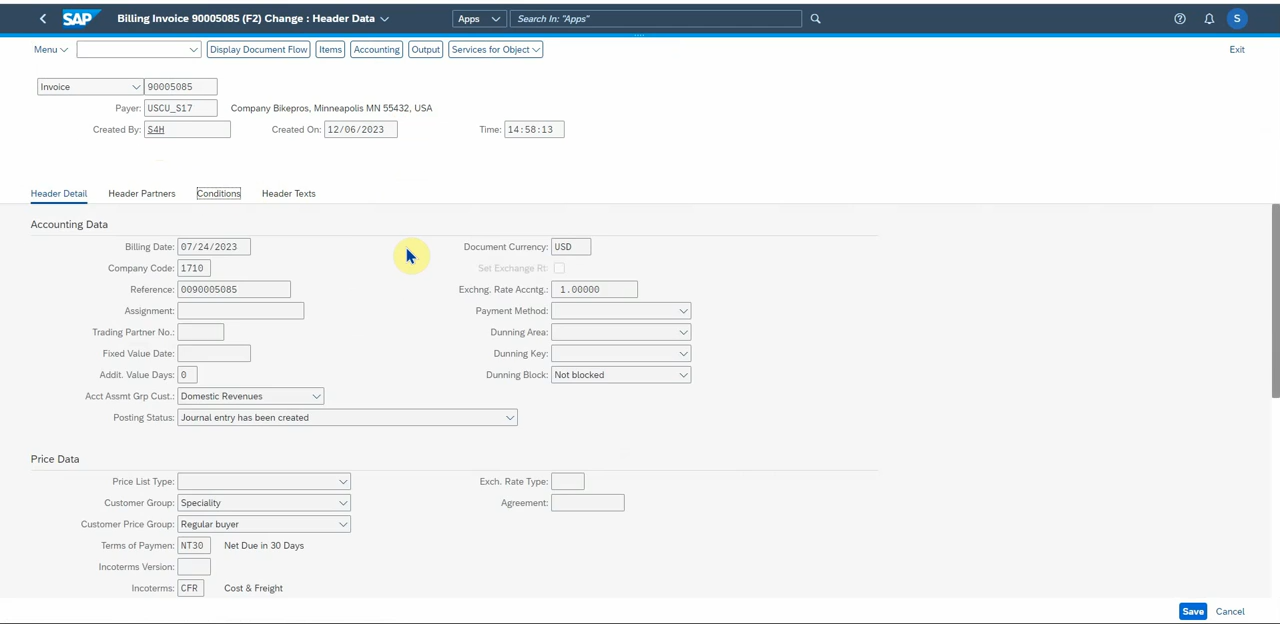 SAP Billing Invoice 90005085 (F2) Change : Header Data Apps Search In: "Apps" S
Menu Display Document Flow Items Accounting Output Services for Object Exit
Invoice 90005085
Payer: USCU_S17 Company Bikepros, Minneapolis MN 55432, USA
Created By: S4H Created On: 12/06/2023 Time: 14:58:13
Header Detail Header Partners Conditions Header Texts
Accounting Data
Billing Date: 07/24/2023 Document Currency: USD
Company Code: 1710 Set Exchange Rt:
Reference: 0090005085 Exchng. Rate Accntg.: 1.00000
Assignment: Payment Method:
Trading Partner No.: Dunning Area:
Fixed Value Date: Dunning Key:
Addit. Value Days: 0 Dunning Block: Not blocked
Acct Assmt Grp Cust.: Domestic Revenues
Posting Status: Journal entry has been created
Price Data
Price List Type: Exch. Rate Type:
Customer Group: Speciality Agreement:
Customer Price Group: Regular buyer
Terms of Paymen: NT30 Net Due in 30 Days
Incoterms Version:
Incoterms: CFR Cost & Freight
Save Cancel